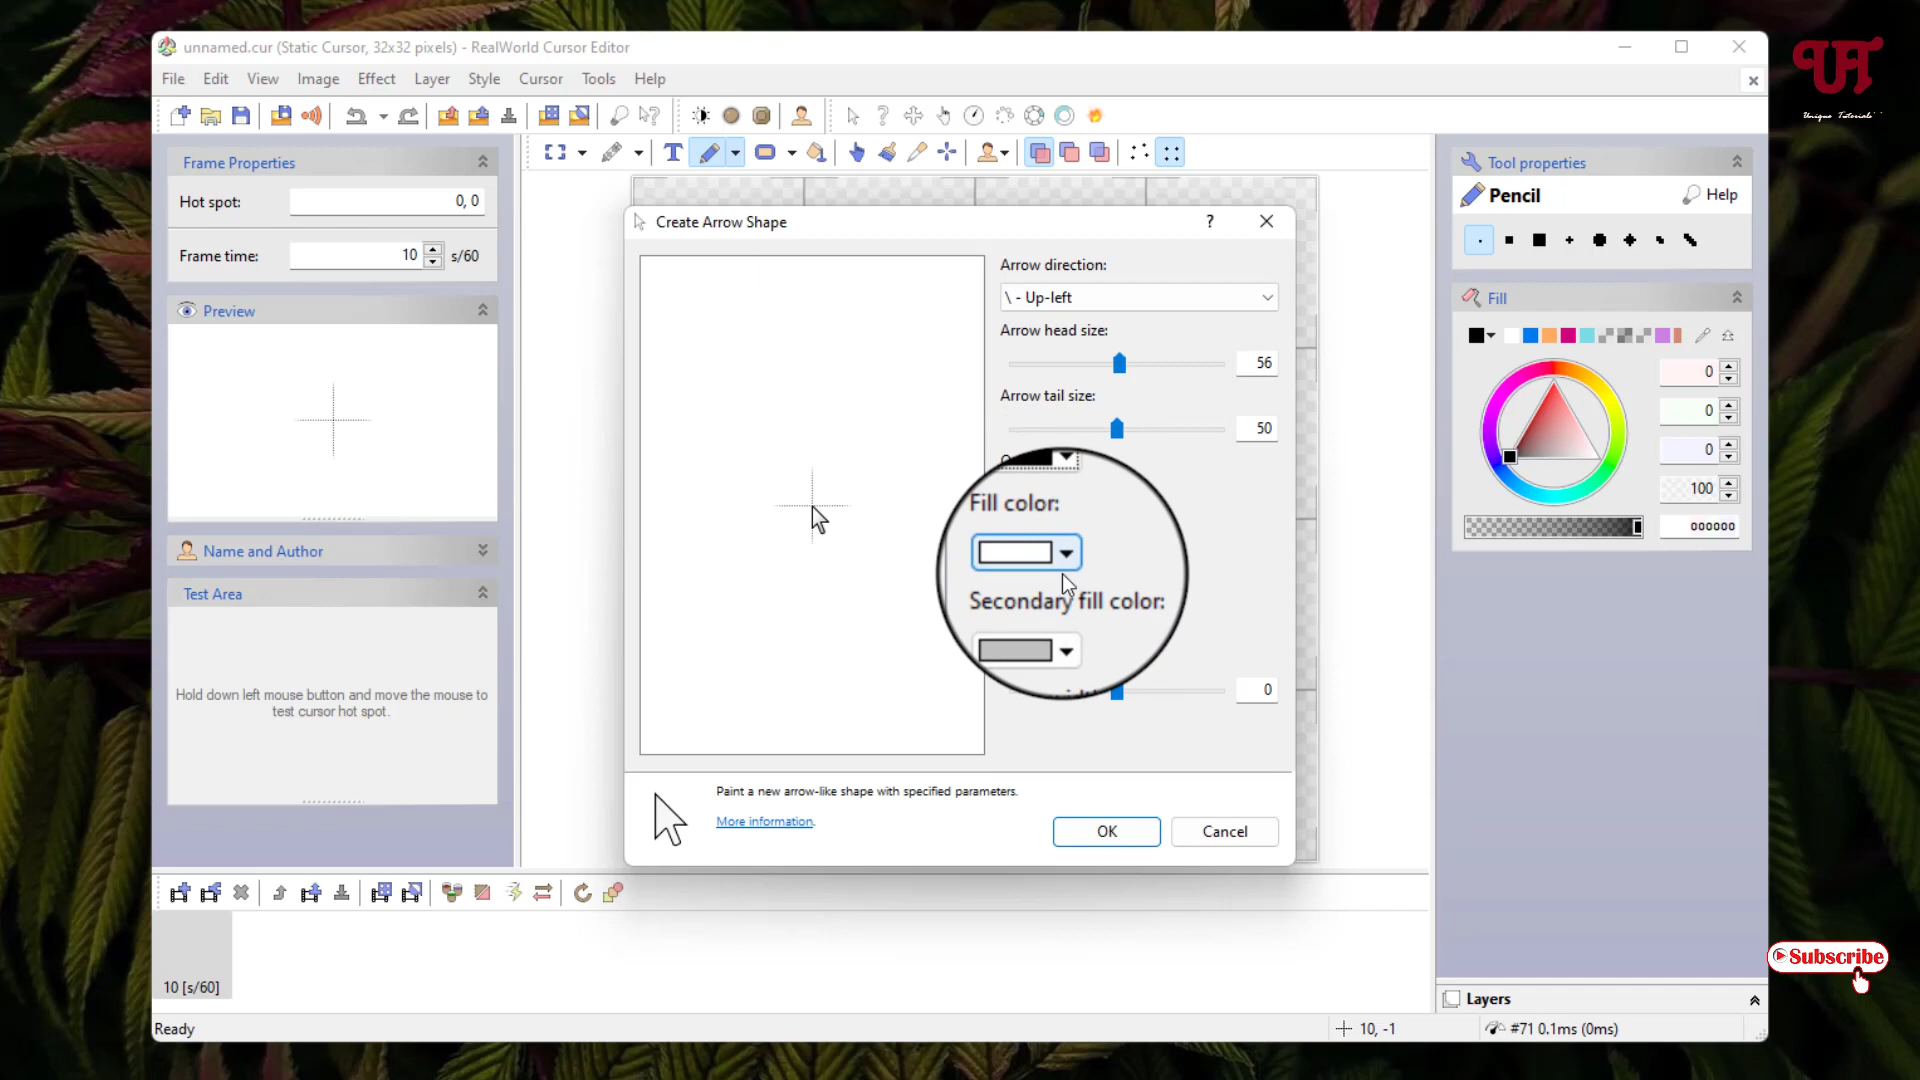 unnamed.cur (Static Cursor, 32x32 pixels) - RealWorld Cursor Editor
UT
Unique Tutorials
File Edit View Image Effect Layer Style Cursor Tools Help
Frame Properties
Hot spot: 0, 0
Frame time: 10 s/60
Preview
Name and Author
Test Area
Hold down left mouse button and move the mouse to
test cursor hot spot.
Create Arrow Shape
Arrow direction:
\ - Up-left
Arrow head size:
56
Arrow tail size:
50
Fill color:
Secondary fill color:
0
Paint a new arrow-like shape with specified parameters.
More information.
OK
Cancel
Tool properties
Pencil
Help
Fill
0
0
0
100
000000
10 [s/60]
Subscribe
Layers
Ready
10, -1
#71 0.1ms (0ms)